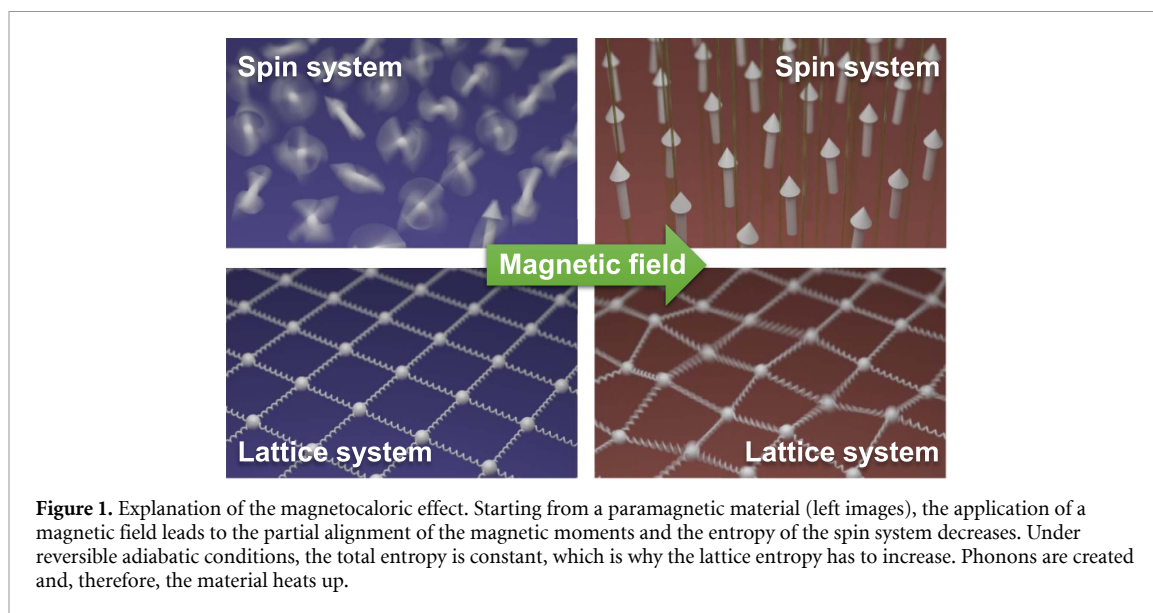 Spin system
Spin system
Magnetic field
Lattice system
Lattice system
Figure 1. Explanation of the magnetocaloric effect. Starting from a paramagnetic material (left images), the application of a
magnetic field leads to the partial alignment of the magnetic moments and the entropy of the spin system decreases. Under
reversible adiabatic conditions, the total entropy is constant, which is why the lattice entropy has to increase. Phonons are created
and, therefore, the material heats up.